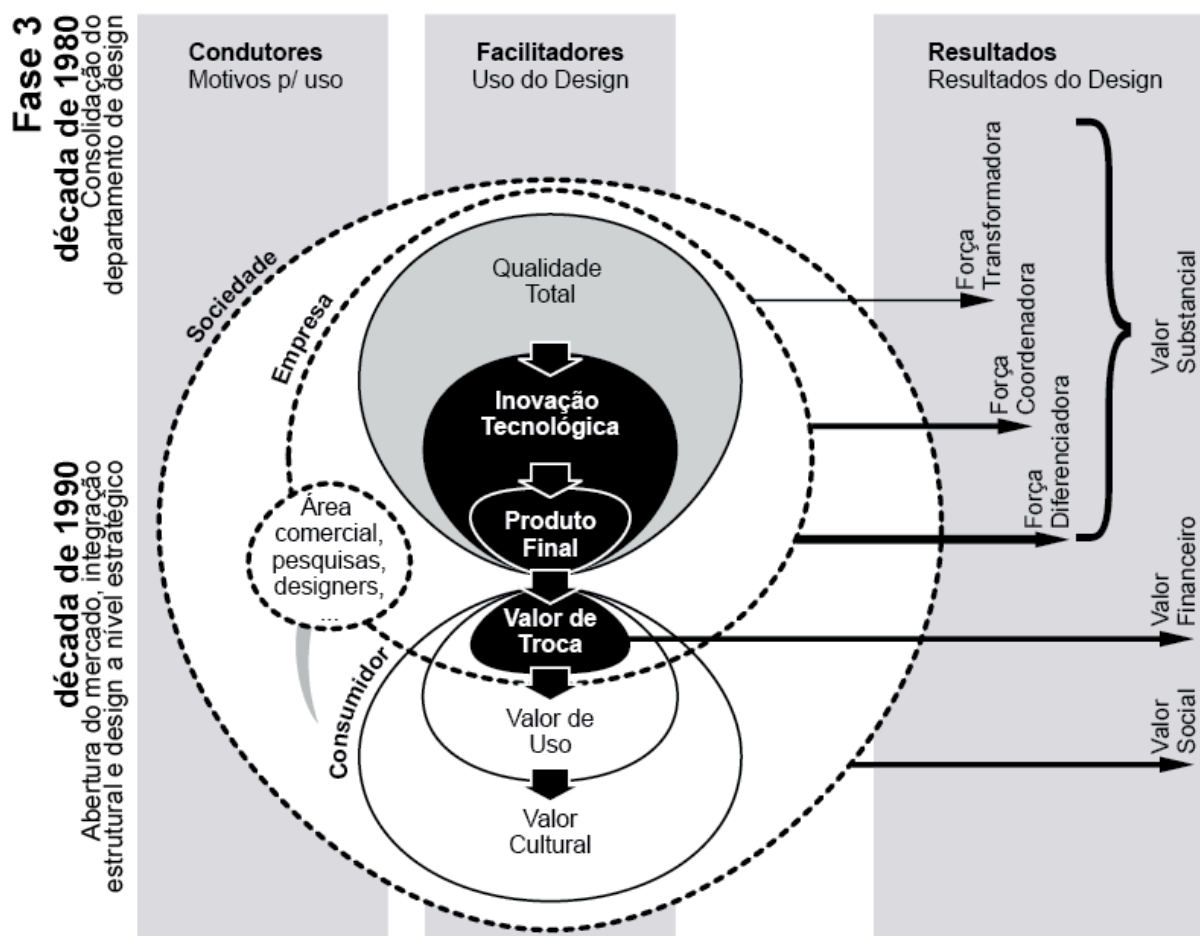 Fase 3
década de 1980
Consolidação do
departamento de design
década de 1990
Abertura do mercado, integração
estrutural e design a nível estratégico
Condutores
Motivos p/ uso
Facilitadores
Uso do Design
Resultados
Resultados do Design
Sociedade
Empresa
Qualidade
Total
Inovação
Tecnológica
Produto
Final
Área
comercial,
pesquisas,
designers,
...
Consumidor
Valor de
Troca
Valor de
Uso
Valor
Cultural
Força
Transformadora
Força
Coordenadora
Força
Diferenciadora
Valor
Substancial
Valor
Financeiro
Valor
Social